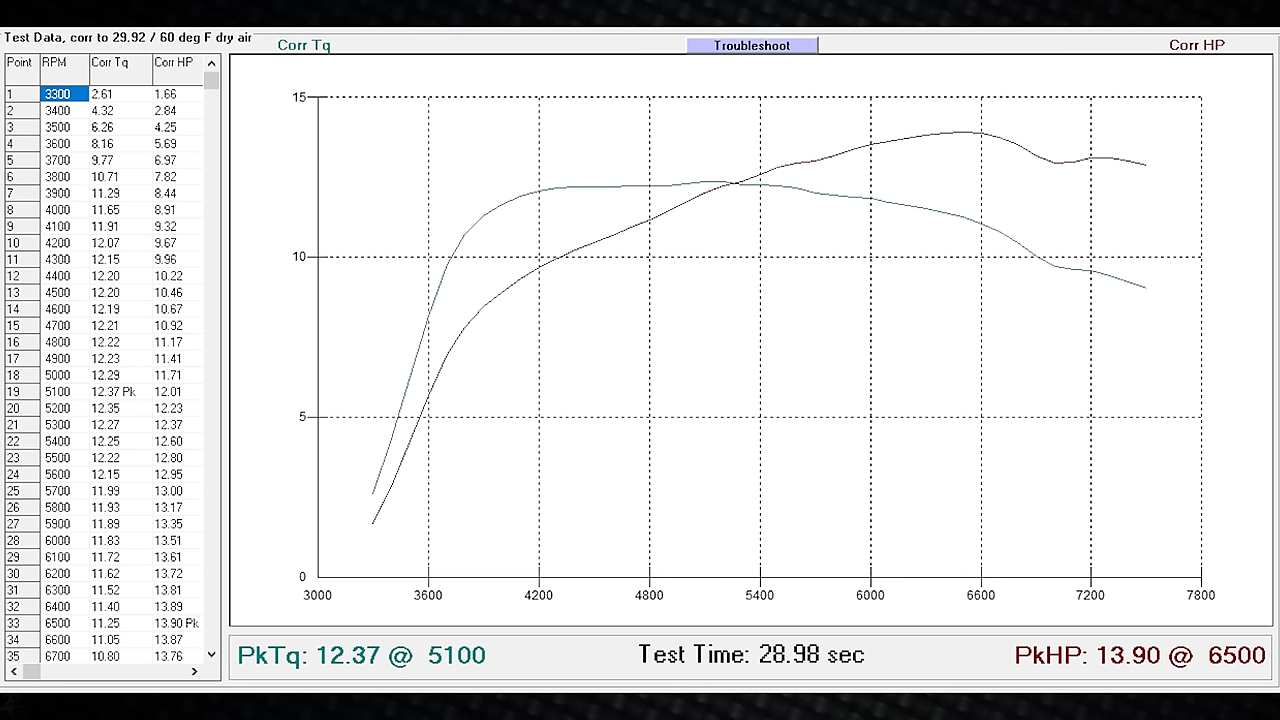 Test Data, corr to 29.92 / 60 deg F dry air
Corr Tq
Troubleshoot
Corr HP
Point RPM Corr Tq Corr HP
1 3300 2.61 1.66
2 3400 4.32 2.84
3 3500 6.26 4.25
4 3600 8.16 5.69
5 3700 9.77 6.97
6 3800 10.71 7.82
7 3900 11.29 8.44
8 4000 11.65 8.91
9 4100 11.91 9.32
10 4200 12.07 9.67
11 4300 12.15 9.96
12 4400 12.20 10.22
13 4500 12.20 10.46
14 4600 12.19 10.67
15 4700 12.21 10.92
16 4800 12.22 11.17
17 4900 12.23 11.41
18 5000 12.29 11.71
19 5100 12.37 Pk 12.01
20 5200 12.35 12.23
21 5300 12.27 12.37
22 5400 12.25 12.60
23 5500 12.22 12.80
24 5600 12.15 12.95
25 5700 11.99 13.00
26 5800 11.93 13.17
27 5900 11.89 13.35
28 6000 11.83 13.51
29 6100 11.72 13.61
30 6200 11.62 13.72
31 6300 11.52 13.81
32 6400 11.40 13.89
33 6500 11.25 13.90 Pk
34 6600 11.05 13.87
35 6700 10.80 13.76
15
10
5
0
3000 3600 4200 4800 5400 6000 6600 7200 7800
PkTq: 12.37 @ 5100
Test Time: 28.98 sec
PkHP: 13.90 @ 6500